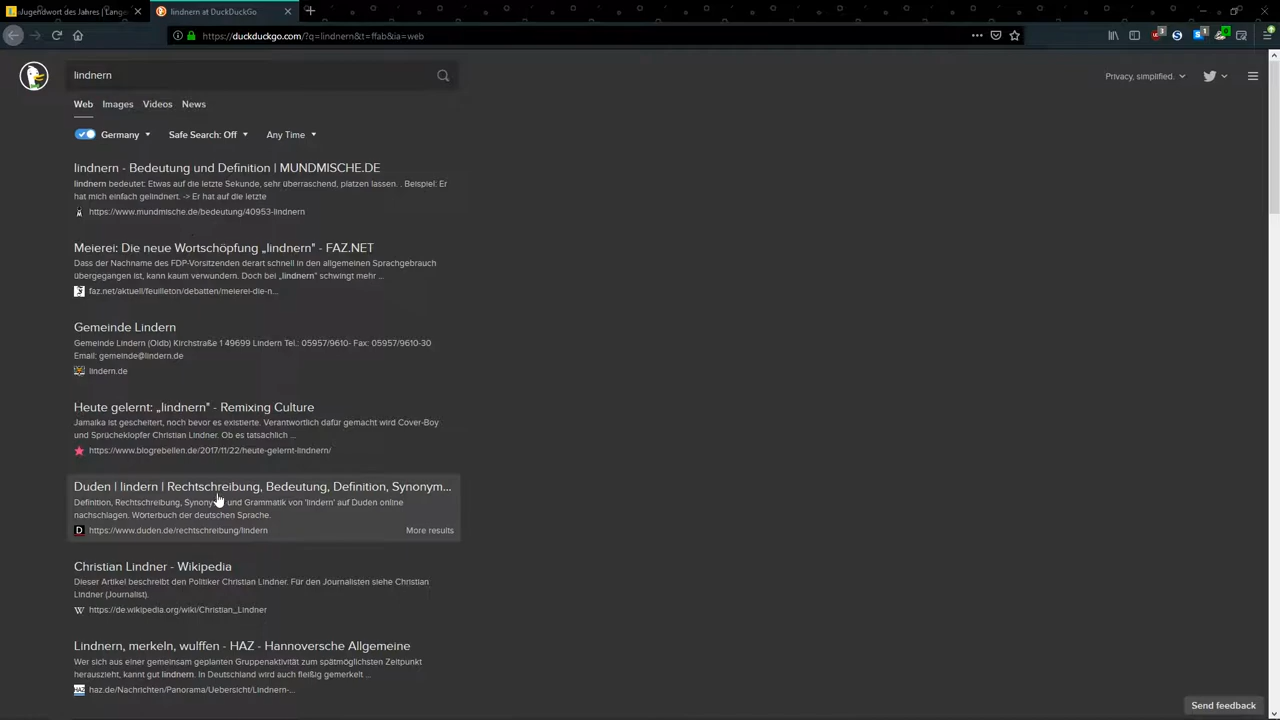 Jugendwort des Jahres | Lange
lindnern at DuckDuckGo
https://duckduckgo.com/?q=lindnern&t=ffab&ia=web
lindnern
Privacy, simplified.
Web Images Videos News
Germany Safe Search: Off Any Time
lindnern - Bedeutung und Definition | MUNDMISCHE.DE
lindnern bedeutet: Etwas auf die letzte Sekunde, sehr überraschend, platzen lassen. . Beispiel: Er
hat mich einfach gelindnert. -> Er hat auf die letzte
https://www.mundmische.de/bedeutung/40953-lindnern
Meierei: Die neue Wortschöpfung „lindnern" - FAZ.NET
Dass der Nachname des FDP-Vorsitzenden derart schnell in den allgemeinen Sprachgebrauch
übergegangen ist, kann kaum verwundern. Doch bei „lindnern" schwingt mehr ...
faz.net/aktuell/feuilleton/debatten/meierei-die-n...
Gemeinde Lindern
Gemeinde Lindern (Oldb) Kirchstraße 1 49699 Lindern Tel.: 05957/9610- Fax: 05957/9610-30
Email: gemeinde@lindern.de
lindern.de
Heute gelernt: „lindnern" - Remixing Culture
Jamaika ist gescheitert, noch bevor es existierte. Verantwortlich dafür gemacht wird Cover-Boy
und Sprücheklopfer Christian Lindner. Ob es tatsächlich ...
https://www.blogrebellen.de/2017/11/22/heute-gelernt-lindnern/
Duden | lindern | Rechtschreibung, Bedeutung, Definition, Synonym...
Definition, Rechtschreibung, Synony und Grammatik von 'lindern' auf Duden online
nachschlagen. Wörterbuch der deutschen Sprache.
https://www.duden.de/rechtschreibung/lindern More results
Christian Lindner - Wikipedia
Dieser Artikel beschreibt den Politiker Christian Lindner. Für den Journalisten siehe Christian
Lindner (Journalist).
https://de.wikipedia.org/wiki/Christian_Lindner
Lindnern, merkeln, wulffen - HAZ - Hannoversche Allgemeine
Wer sich aus einer gemeinsam geplanten Gruppenaktivität zum spätmöglichsten Zeitpunkt
herauszieht, kannt gut lindnern. in Deutschland wird auch fleißig gemerkelt ..
haz.de/Nachrichten/Panorama/Uebersicht/Lindnern-...
Send feedback